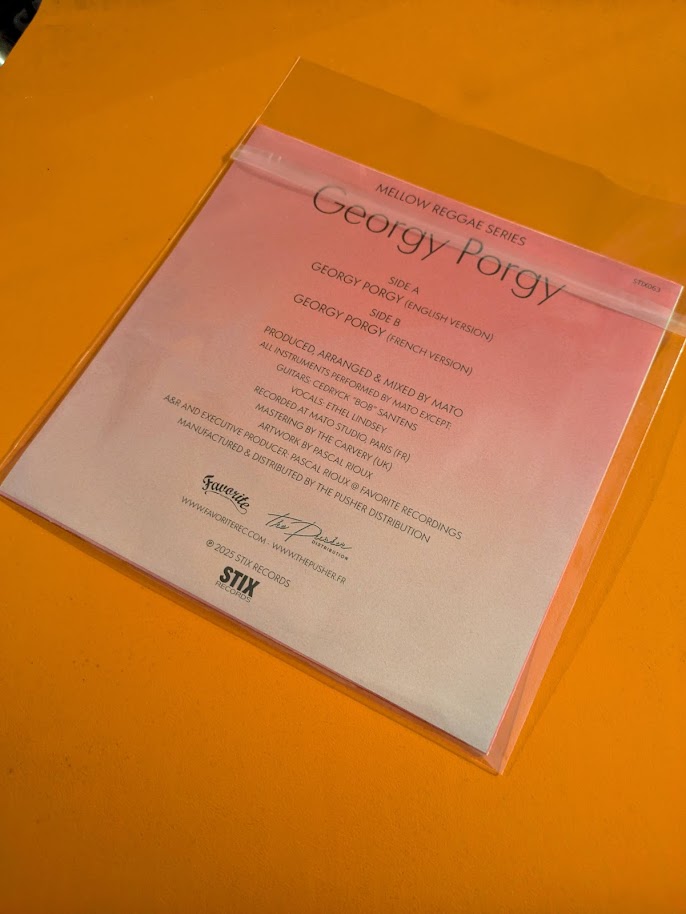 MELLOW REGGAE SERIES
Georgy Porgy
STIX063
SIDE A
GEORGY PORGY (ENGLISH VERSION)
SIDE B
GEORGY PORGY (FRENCH VERSION)
PRODUCED, ARRANGED & MIXED BY MATO
ALL INSTRUMENTS PERFORMED BY MATO EXCEPT:
GUITARS: CEDRYCK "BOB" SANTENS
VOCALS: ETHEL LINDSEY
RECORDED AT MATO STUDIO, PARIS (FR)
MASTERING BY THE CARVERY (UK)
ARTWORK BY PASCAL RIOUX
A&R AND EXECUTIVE PRODUCER: PASCAL RIOUX @ FAVORITE RECORDINGS
MANUFACTURED & DISTRIBUTED BY THE PUSHER DISTRIBUTION
Favorite
The Pusher
DISTRIBUTION
WWW.FAVORITEREC.COM - WWW.THEPUSHER.FR
℗ 2025 STIX RECORDS
STIX
RECORDS